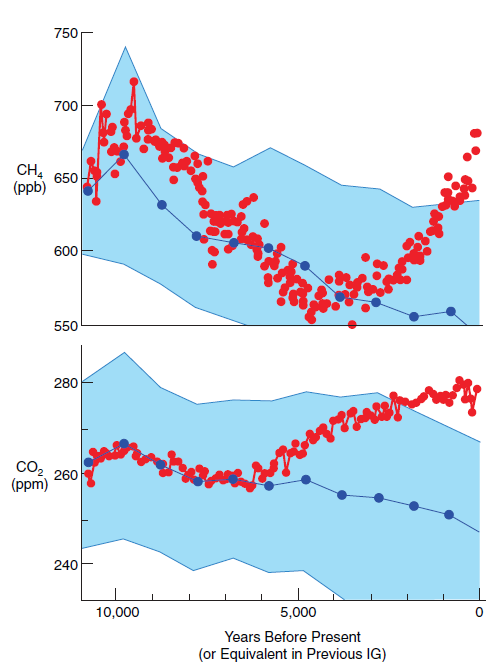 750
700
CH₄
(ppb)
650
600
550
280
CO₂
(ppm)
260
240
10,000 5,000 0
Years Before Present
(or Equivalent in Previous IG)